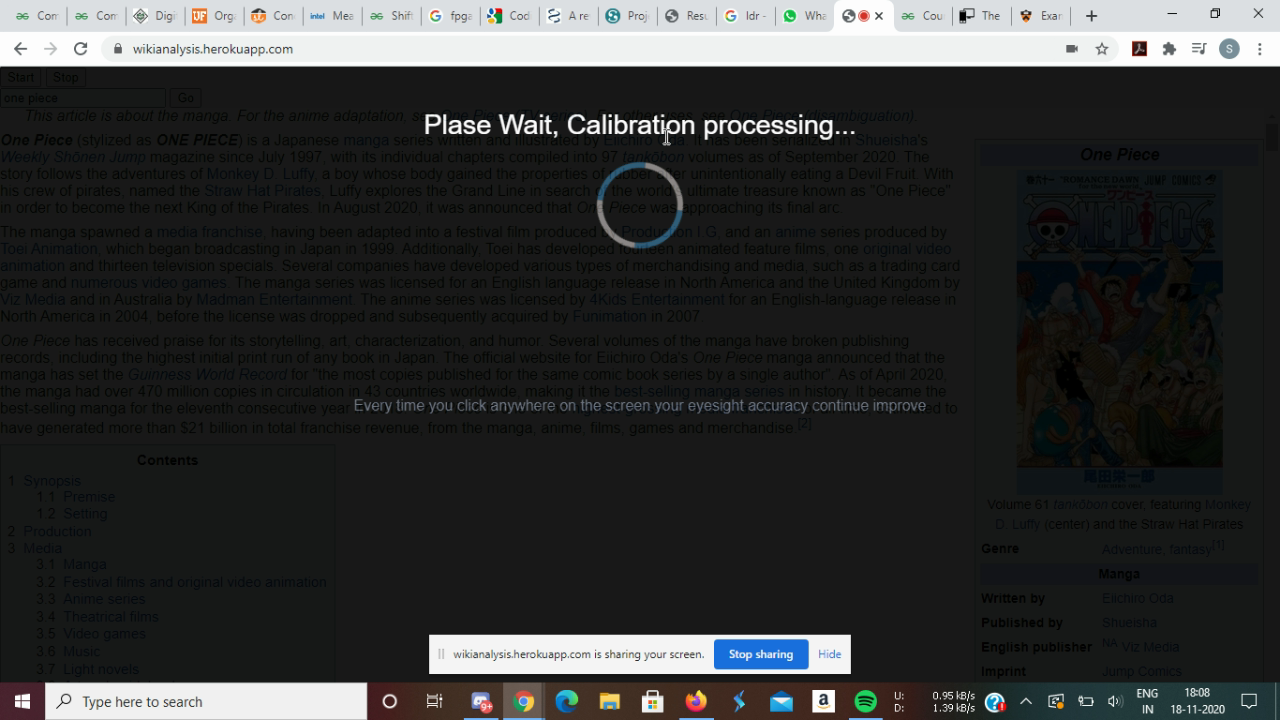 Con
Con
Digi
Org
Con
Mea
Shift
fpga
Cod
A re
Proj
Resu
ldr -
Wha
Cou
The
Exar
wikianalysis.herokuapp.com
S
Start Stop
one piece Go
Plase Wait, Calibration processing...
This article is about the manga. For the anime adaptation,
One Piece (stylized as ONE PIECE) is a Japanese manga series written and illustrated by Eiichiro Oda. It has been serialized in Shueisha's
Weekly Shōnen Jump magazine since July 1997, with its individual chapters compiled into 97 tankōbon volumes as of September 2020. The
story follows the adventures of Monkey D. Luffy, a boy whose body gained the properties of rubber after unintentionally eating a Devil Fruit. With
his crew of pirates, named the Straw Hat Pirates, Luffy explores the Grand Line in search of the world's ultimate treasure known as "One Piece"
in order to become the next King of the Pirates. In August 2020, it was announced that One Piece was approaching its final arc.
The manga spawned a media franchise, having been adapted into a festival film produced by Production I.G, and an anime series produced by
Toei Animation, which began broadcasting in Japan in 1999. Additionally, Toei has developed fourteen animated feature films, one original video
animation and thirteen television specials. Several companies have developed various types of merchandising and media, such as a trading card
game and numerous video games. The manga series was licensed for an English language release in North America and the United Kingdom by
Viz Media and in Australia by Madman Entertainment. The anime series was licensed by 4Kids Entertainment for an English-language release in
North America in 2004, before the license was dropped and subsequently acquired by Funimation in 2007.
One Piece has received praise for its storytelling, art, characterization, and humor. Several volumes of the manga have broken publishing
records, including the highest initial print run of any book in Japan. The official website for Eiichiro Oda's One Piece manga announced that the
manga has set the Guinness World Record for "the most copies published for the same comic book series by a single author". As of April 2020,
the manga had over 470 million copies in circulation in 43 countries worldwide, making it the best-selling manga series in history. It became the
best-selling manga for the eleventh consecutive year
Every time you click anywhere on the screen your eyesight accuracy continue improve
have generated more than $21 billion in total franchise revenue, from the manga, anime, films, games and merchandise.[2]
Contents
1 Synopsis
1.1 Premise
1.2 Setting
2 Production
3 Media
3.1 Manga
3.2 Festival films and original video animation
3.3 Anime series
3.4 Theatrical films
3.5 Video games
3.6 Music
3.7 Light novels
One Piece
"ROMANCE DAWN"
JUMP COMICS
ONE PIECE
尾田栄一郎
Volume 61 tankōbon cover, featuring Monkey
D. Luffy (center) and the Straw Hat Pirates
Genre Adventure, fantasy[1]
Manga
Written by Eiichiro Oda
Published by Shueisha
English publisher NA Viz Media
Imprint Jump Comics
wikianalysis.herokuapp.com is sharing your screen. Stop sharing Hide
Type here to search
U: 0.95 kB/s
D: 1.39 kB/s
ENG
IN
18:08
18-11-2020